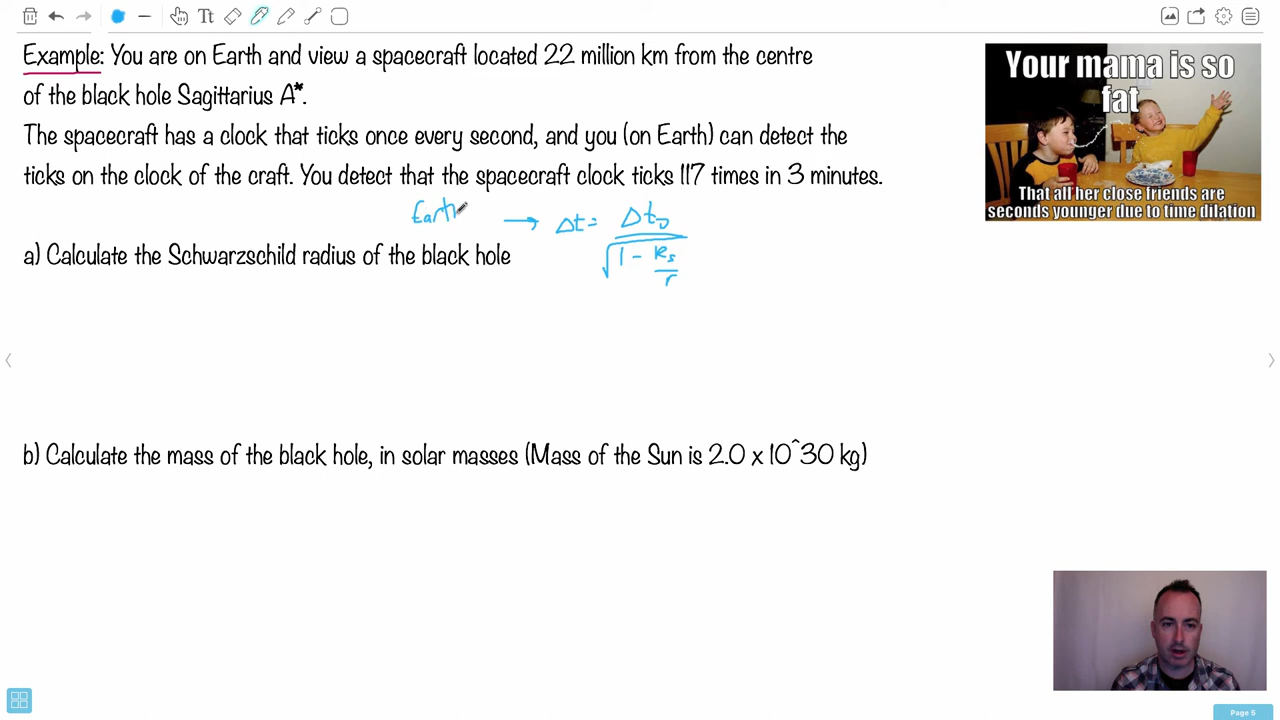 Example: You are on Earth and view a spacecraft located 22 million km from the centre
of the black hole Sagittarius A*.
The spacecraft has a clock that ticks once every second, and you (on Earth) can detect the
ticks on the clock of the craft. You detect that the spacecraft clock ticks 117 times in 3 minutes.
Earth → Δt = Δt₀ / √(1 - Rs/r)
a) Calculate the Schwarzschild radius of the black hole
b) Calculate the mass of the black hole, in solar masses (Mass of the Sun is 2.0 x 10^30 kg)
Your mama is so
fat
That all her close friends are
seconds younger due to time dilation
Tt
Page 5